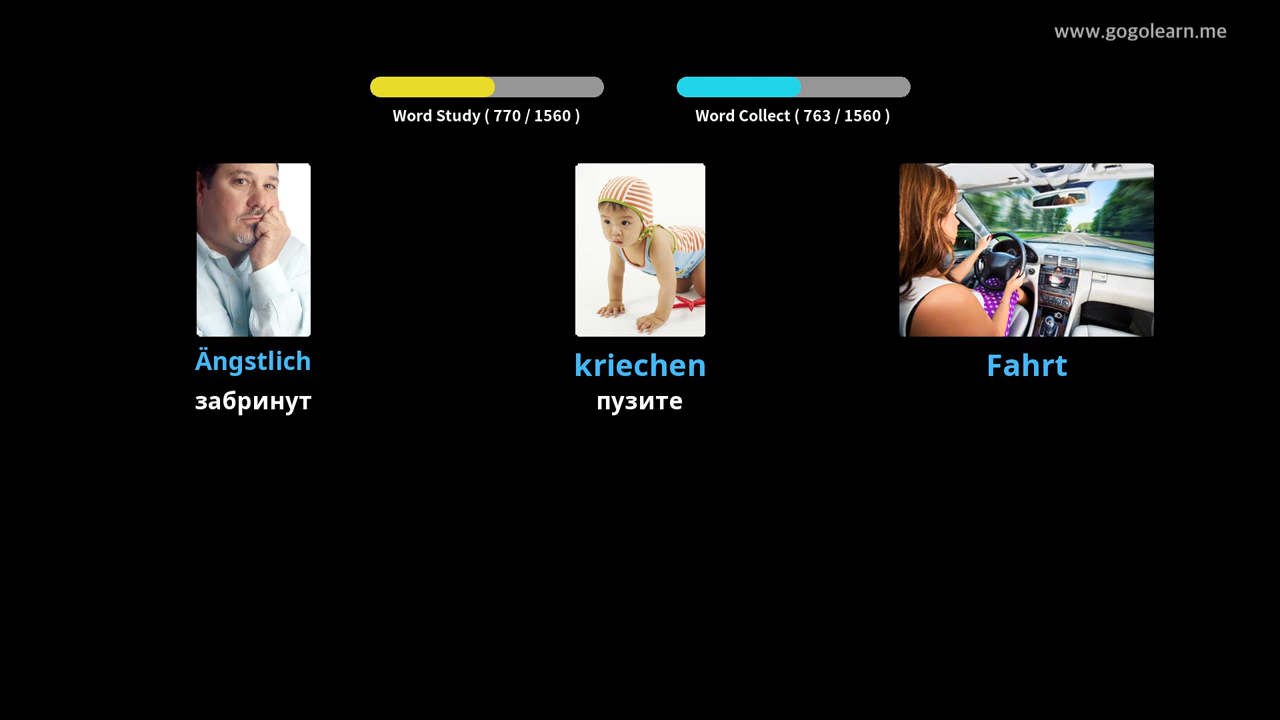 www.gogolearn.me
Word Study ( 770 / 1560 )
Word Collect ( 763 / 1560 )
Ängstlich
kriechen
Fahrt
забринут
пузите